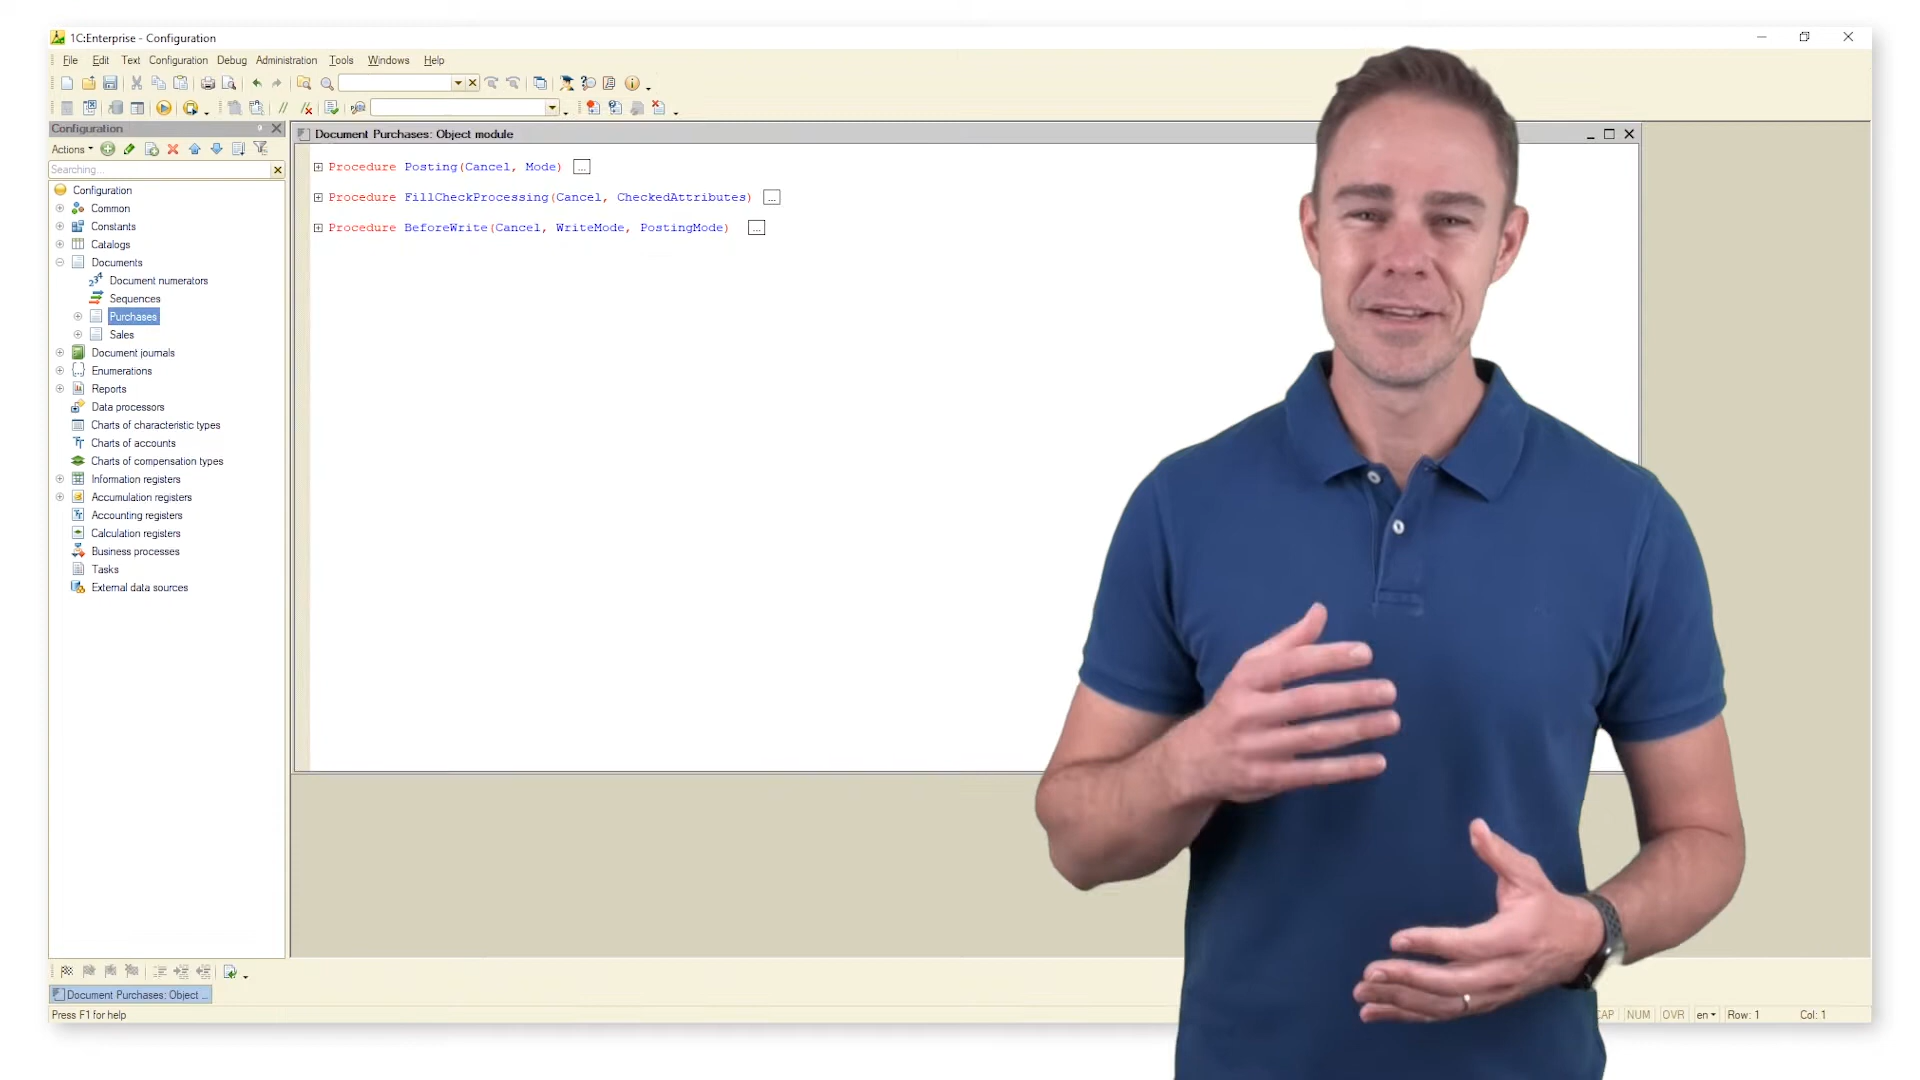 1C:Enterprise - Configuration
File Edit Text Configuration Debug Administration Tools Windows Help
Configuration
Actions
Searching...
Configuration
Common
Constants
Catalogs
Documents
Document numerators
Sequences
Purchases
Sales
Document journals
Enumerations
Reports
Data processors
Charts of characteristic types
Charts of accounts
Charts of compensation types
Information registers
Accumulation registers
Accounting registers
Calculation registers
Business processes
Tasks
External data sources
Document Purchases: Object module
Procedure Posting(Cancel, Mode) ...
Procedure FillCheckProcessing(Cancel, CheckedAttributes) ...
Procedure BeforeWrite(Cancel, WriteMode, PostingMode) ...
Document Purchases: Object ...
Press F1 for help
CAP NUM OVR en Row: 1 Col: 1